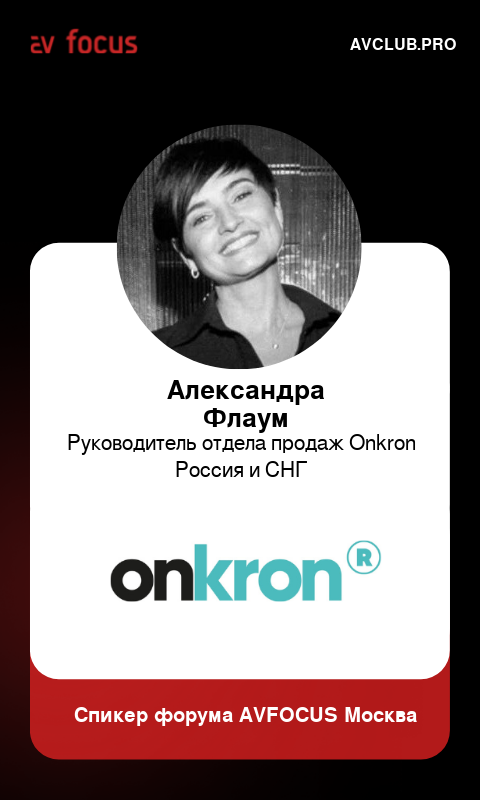 av focus
AVCLUB.PRO
Александра
Флаум
Руководитель отдела продаж Onkron
Россия и СНГ
onkron®
Спикер форума AVFOCUS Москва